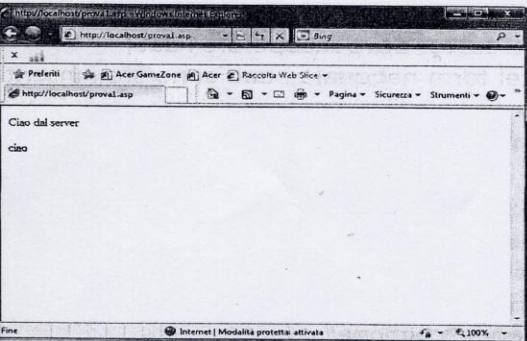 http://localhost/prova1.asp - Windows Internet Explorer
http://localhost/prova1.asp Bing
x
Preferiti Acer GameZone Acer Raccolta Web Slice
http://localhost/prova1.asp Pagina Sicurezza Strumenti
Ciao dal server
ciao
Fine Internet | Modalità protetta: attivata 100%